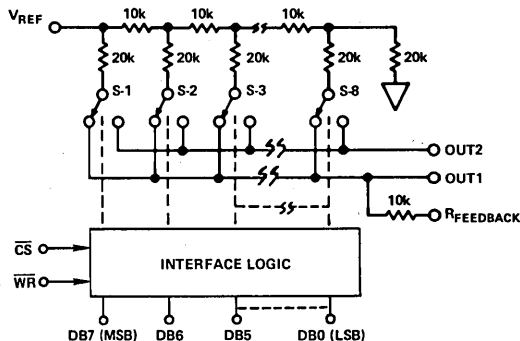 10k 10k 10k
VREF
20k 20k 20k 20k 20k
S-1 S-2 S-3 S-8
OUT2
OUT1
10k
RFEEDBACK
CS
INTERFACE LOGIC
WR
DB7 (MSB) DB6 DB5 DB0 (LSB)